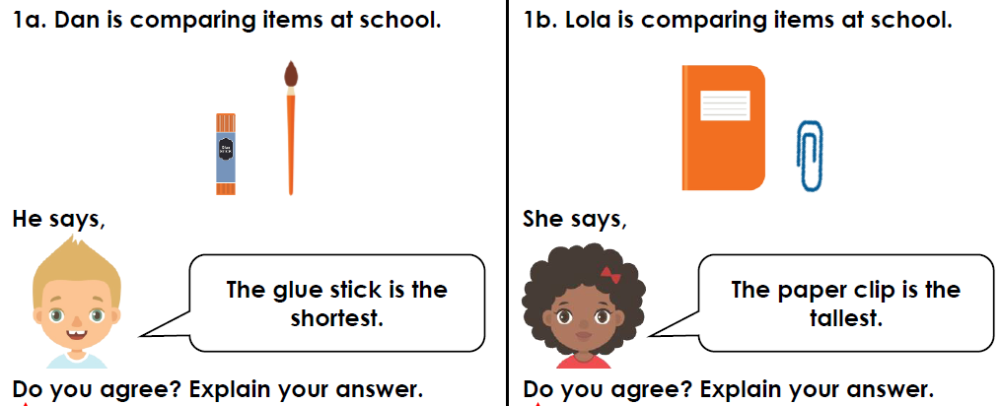 1a. Dan is comparing items at school.
Glue
STICK
He says,
The glue stick is the
shortest.
Do you agree? Explain your answer.
1b. Lola is comparing items at school.
She says,
The paper clip is the
tallest.
Do you agree? Explain your answer.